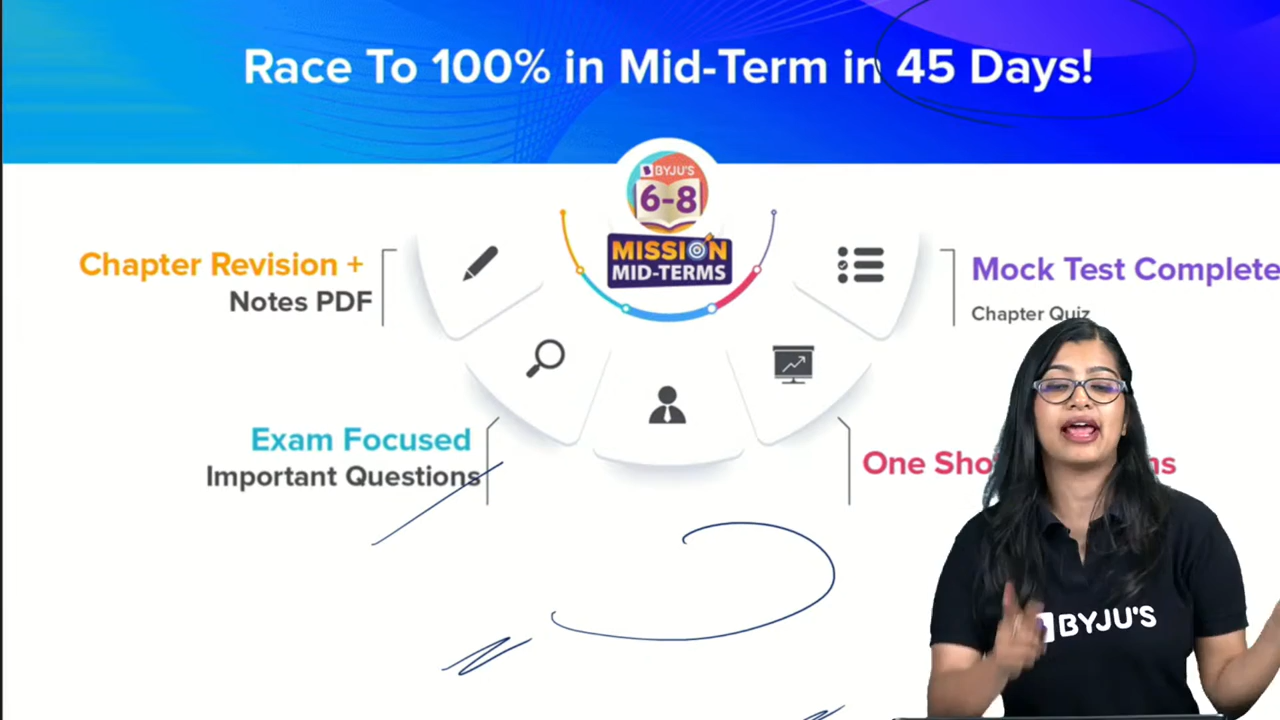 Race To 100% in Mid-Term in 45 Days!
BYJU'S
6-8
MISSION
MID-TERMS
Chapter Revision +
Notes PDF
Mock Test Complete
Chapter Quiz
Exam Focused
Important Questions
One
BYJU'S